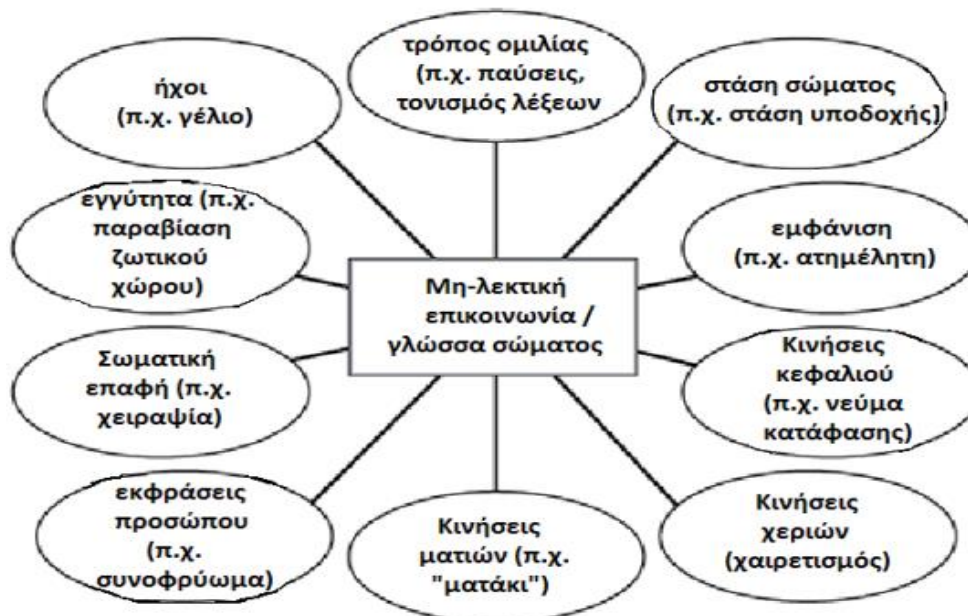 τρόπος ομιλίας
(π.χ. παύσεις,
τονισμός λέξεων
ήχοι
(π.χ. γέλιο)
στάση σώματος
(π.χ. στάση υποδοχής]
εγγύτητα (π.χ.
παραβίαση
ζωτικού
χώρου)
εμφάνιση
(π.χ. ατημέλητη)
Μη-λεκτική
επικοινωνία /
γλώσσα σώματος
Σωματική
επαφή (π.χ.
χειραψία)
Κινήσεις
κεφαλιού
(π.χ. νεύμα
κατάφασης)
εκφράσεις
προσώπου
(π.χ.
συνοφρύωμα)
Κινήσεις
ματιών (π.χ.
"ματάκι")
Κινήσεις
χεριών
(χαιρετισμός)